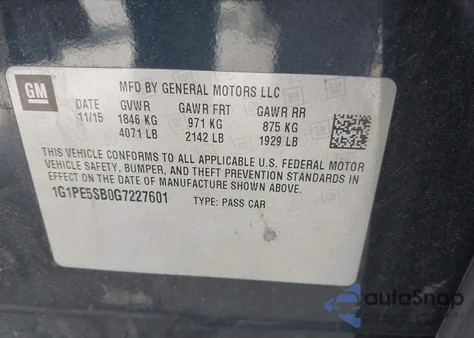 GM
MFD BY GENERAL MOTORS LLC
DATE GVWR GAWR FRT GAWR RR
11/15 1846 KG 971 KG 875 KG
4071 LB 2142 LB 1929 LB
THIS VEHICLE CONFORMS TO ALL APPLICABLE U.S. FEDERAL MOTOR
VEHICLE SAFETY, BUMPER, AND THEFT PREVENTION STANDARDS
IN EFFECT ON THE DATE OF MANUFACTURE SHOWN ABOVE.
1G1PE5SB0G7227601 TYPE: PASS CAR
autoSnap